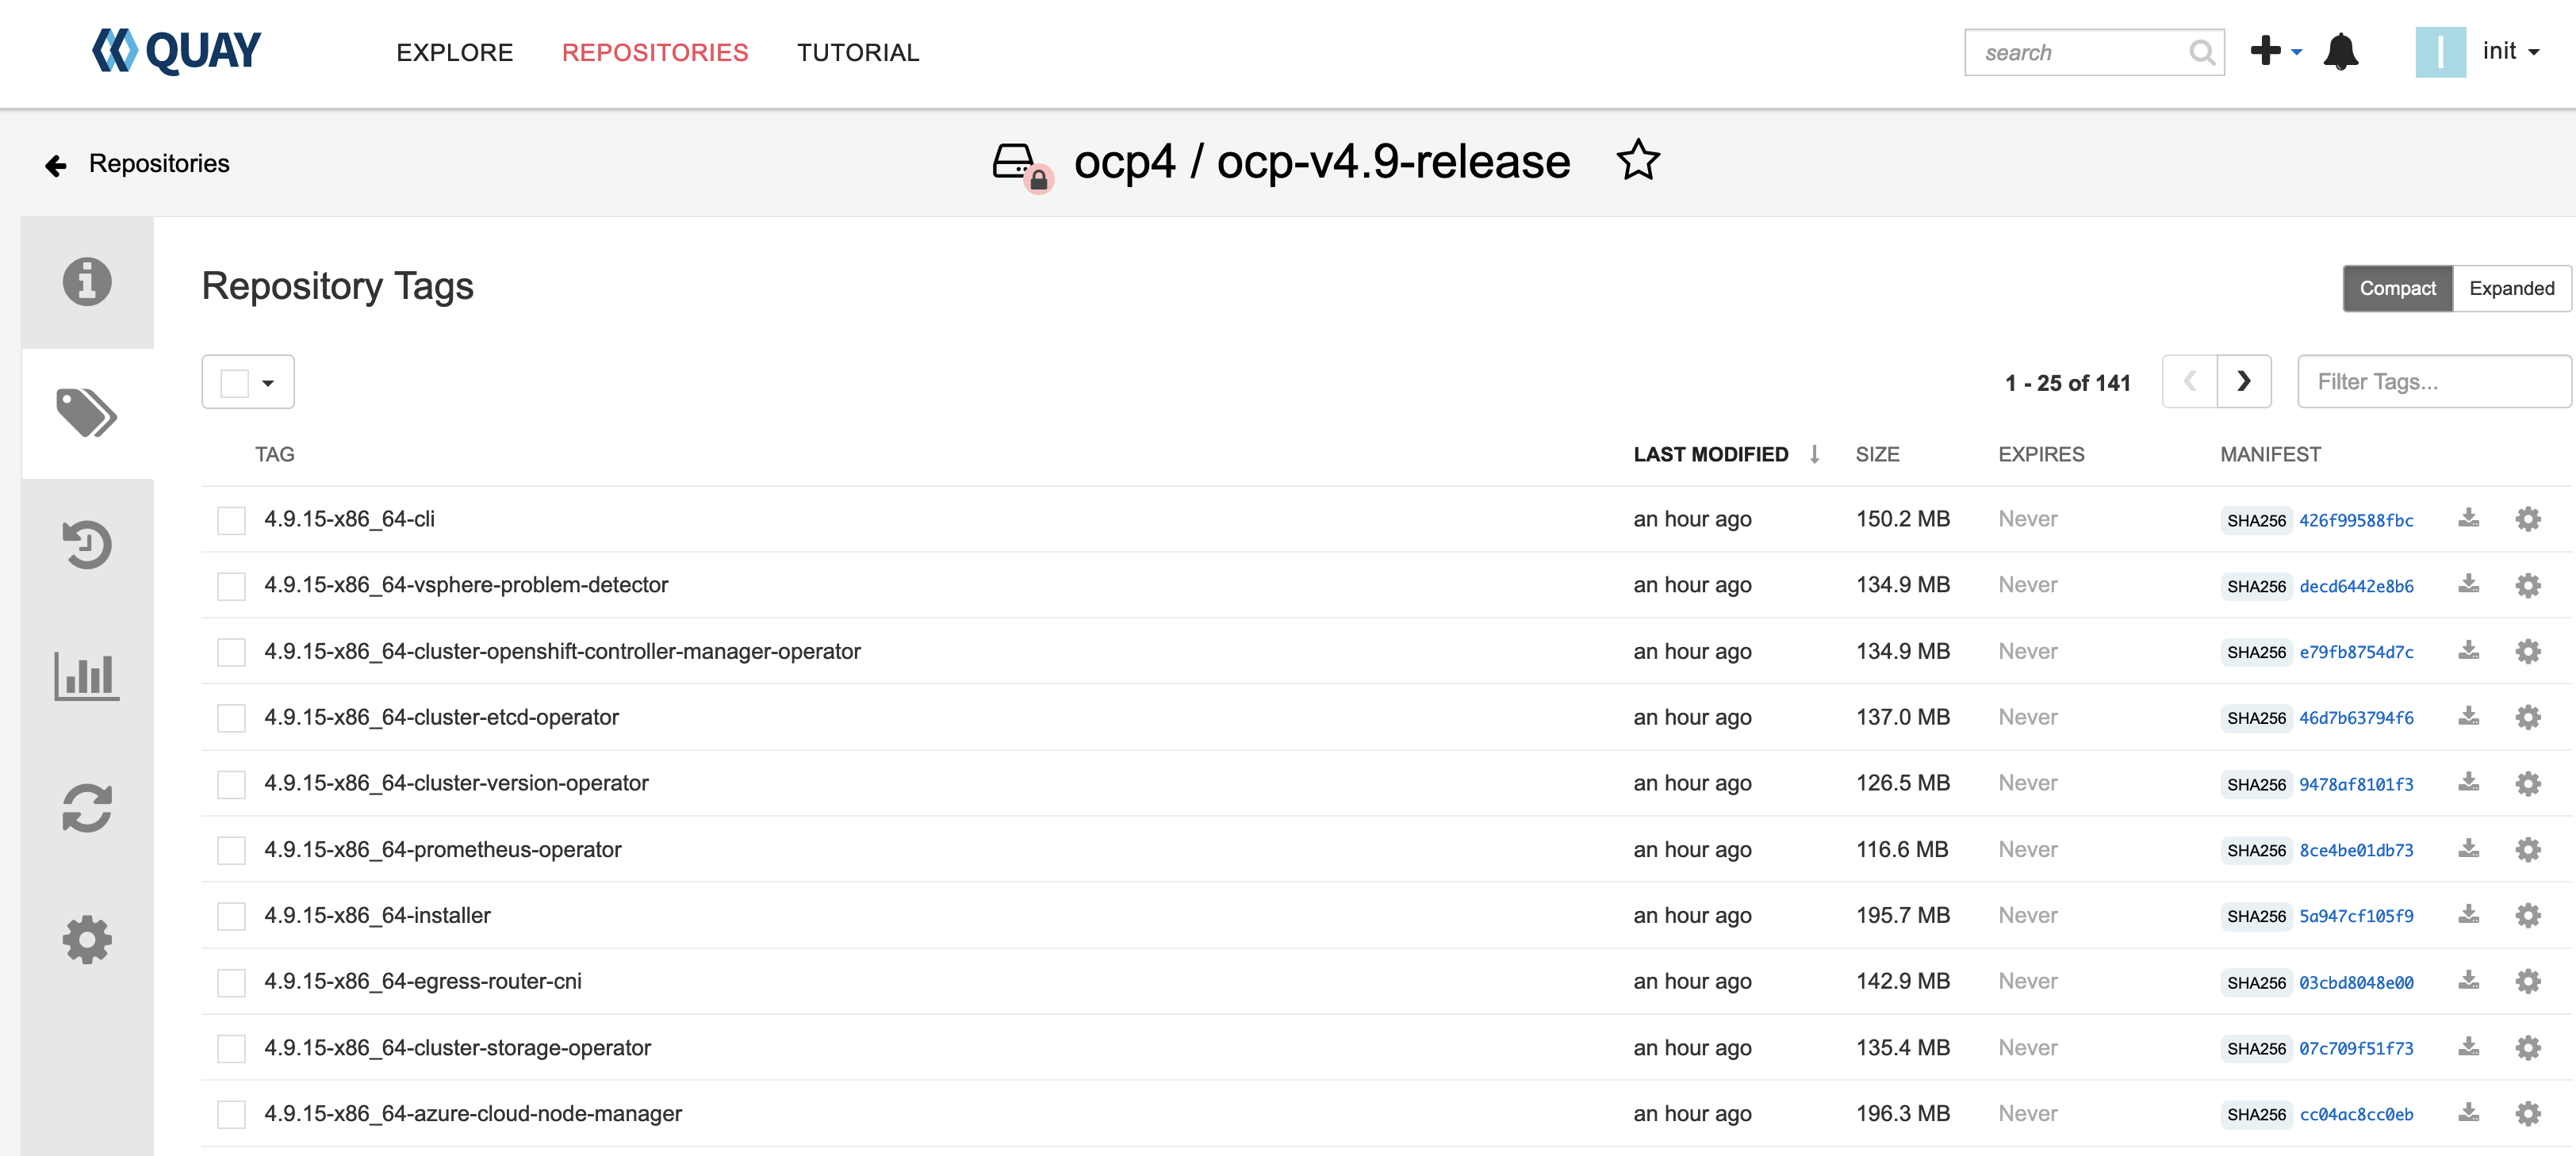 QUAY EXPLORE REPOSITORIES TUTORIAL search init
Repositories ocp4 / ocp-v4.9-release
Repository Tags Compact Expanded
1 - 25 of 141 Filter Tags...
TAG LAST MODIFIED SIZE EXPIRES MANIFEST
4.9.15-x86_64-cli an hour ago 150.2 MB Never SHA256 426f99588fbc
4.9.15-x86_64-vsphere-problem-detector an hour ago 134.9 MB Never SHA256 decd6442e8b6
4.9.15-x86_64-cluster-openshift-controller-manager-operator an hour ago 134.9 MB Never SHA256 e79fb8754d7c
4.9.15-x86_64-cluster-etcd-operator an hour ago 137.0 MB Never SHA256 46d7b63794f6
4.9.15-x86_64-cluster-version-operator an hour ago 126.5 MB Never SHA256 9478af8101f3
4.9.15-x86_64-prometheus-operator an hour ago 116.6 MB Never SHA256 8ce4be01db73
4.9.15-x86_64-installer an hour ago 195.7 MB Never SHA256 5a947cf105f9
4.9.15-x86_64-egress-router-cni an hour ago 142.9 MB Never SHA256 03cbd8048e00
4.9.15-x86_64-cluster-storage-operator an hour ago 135.4 MB Never SHA256 07c709f51f73
4.9.15-x86_64-azure-cloud-node-manager an hour ago 196.3 MB Never SHA256 cc04ac8cc0eb